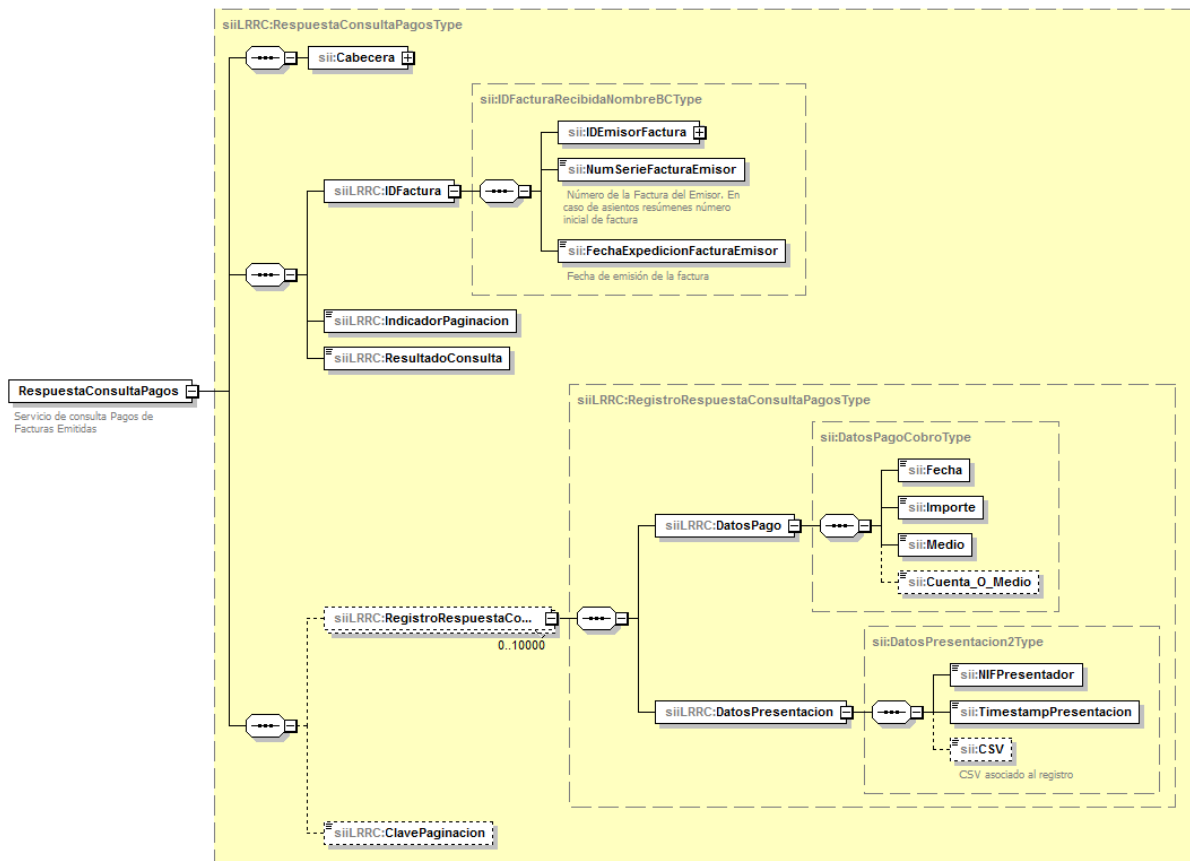 siiLRRC:RespuestaConsultaPagosType
sii:Cabecera
sii:IDFacturaRecibidaNombreBCType
sii:IDEmisorFactura
siiLRRC:IDFactura
sii:NumSerieFacturaEmisor
Número de la Factura del Emisor. En
caso de asientos resúmenes número
inicial de factura
sii:FechaExpedicionFacturaEmisor
Fecha de emisión de la factura
siiLRRC:IndicadorPaginacion
siiLRRC:ResultadoConsulta
RespuestaConsultaPagos
Servicio de consulta Pagos de
Facturas Emitidas
siiLRRC:RegistroRespuestaConsultaPagosType
sii:DatosPagoCobroType
sii:Fecha
sii:Importe
siiLRRC:DatosPago
sii:Medio
sii:Cuenta_O_Medio
siiLRRC:RegistroRespuestaCo...
0..10000
sii:DatosPresentacion2Type
sii:NIFPresentador
siiLRRC:DatosPresentacion
sii:TimestampPresentacion
sii:CSV
CSV asociado al registro
siiLRRC:ClavePaginacion